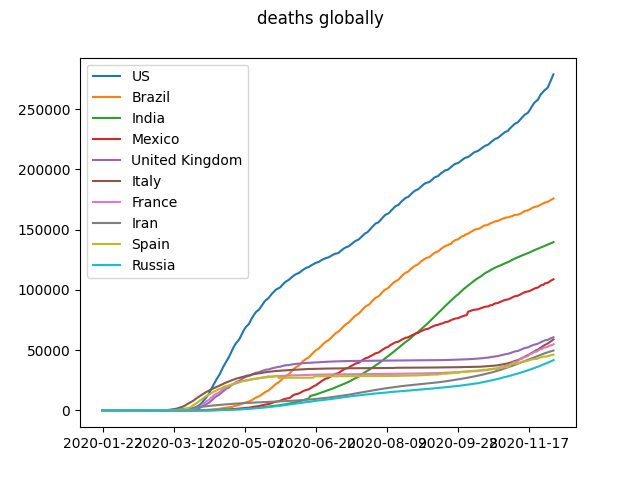 deaths globally
US
Brazil
India
Mexico
United Kingdom
Italy
France
Iran
Spain
Russia
250000
200000
150000
100000
50000
0
2020-01-22 2020-03-12 2020-05-01 2020-06-20 2020-08-09 2020-09-28 2020-11-17